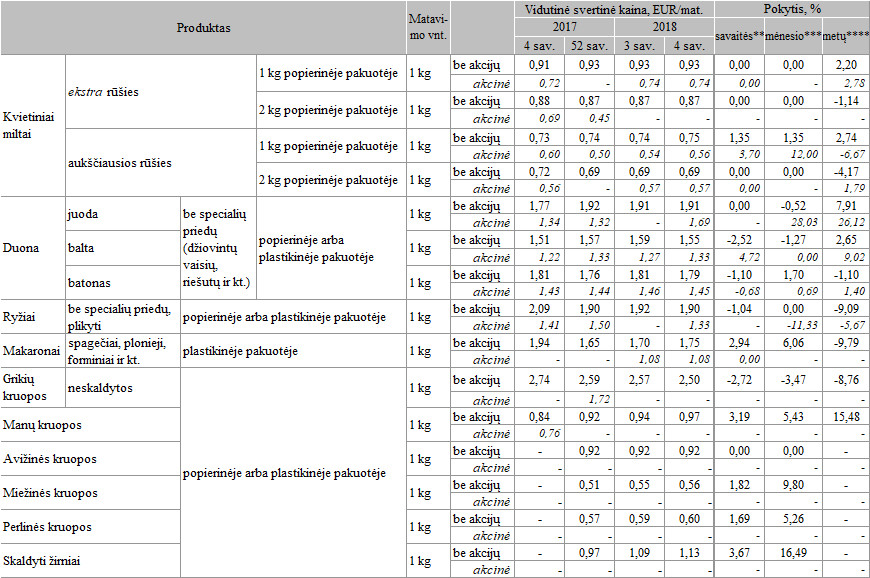 Produktas Matavi- mo vnt. Vidutinė svertinė kaina, EUR/mat. Pokytis, %
2017 2018 savaitės** mėnesio*** metų****
4 sav. 52 sav. 3 sav. 4 sav.
Kvietiniai miltai ekstra rūšies 1 kg popierinėje pakuotėje 1 kg be akcijų 0,91 0,93 0,93 0,93 0,00 0,00 2,20
akcinė 0,72 - 0,74 0,74 0,00 - 2,78
2 kg popierinėje pakuotėje 1 kg be akcijų 0,88 0,87 0,87 0,87 0,00 0,00 -1,14
akcinė 0,69 0,45 - - - - -
aukščiausios rūšies 1 kg popierinėje pakuotėje 1 kg be akcijų 0,73 0,74 0,74 0,75 1,35 1,35 2,74
akcinė 0,60 0,50 0,54 0,56 3,70 12,00 -6,67
2 kg popierinėje pakuotėje 1 kg be akcijų 0,72 0,69 0,69 0,69 0,00 0,00 -4,17
akcinė 0,56 - 0,57 0,57 0,00 - 1,79
Duona juoda be specialių priedų (džiovintų vaisių, riešutų ir kt.) popierinėje arba plastikinėje pakuotėje 1 kg be akcijų 1,77 1,92 1,91 1,91 0,00 -0,52 7,91
akcinė 1,34 1,32 - 1,69 - 28,03 26,12
balta 1 kg be akcijų 1,51 1,57 1,59 1,55 -2,52 -1,27 2,65
akcinė 1,22 1,33 1,27 1,33 4,72 0,00 9,02
batonas 1 kg be akcijų 1,81 1,76 1,81 1,79 -1,10 1,70 -1,10
akcinė 1,43 1,44 1,46 1,45 -0,68 0,69 1,40
Ryžiai be specialių priedų, plikyti popierinėje arba plastikinėje pakuotėje 1 kg be akcijų 2,09 1,90 1,92 1,90 -1,04 0,00 -9,09
akcinė 1,41 1,50 - 1,33 - -11,33 -5,67
Makaronai spagečiai, plonieji, forminiai ir kt. plastikinėje pakuotėje 1 kg be akcijų 1,94 1,65 1,70 1,75 2,94 6,06 -9,79
akcinė - - 1,08 1,08 0,00 - -
Grikių kruopos neskaldytos popierinėje arba plastikinėje pakuotėje 1 kg be akcijų 2,74 2,59 2,57 2,50 -2,72 -3,47 -8,76
akcinė - 1,72 - - - - -
Manų kruopos 1 kg be akcijų 0,84 0,92 0,94 0,97 3,19 5,43 15,48
akcinė 0,76 - - - - - -
Avižinės kruopos 1 kg be akcijų - 0,92 0,92 0,92 0,00 0,00 -
akcinė - - - - - - -
Miežinės kruopos 1 kg be akcijų - 0,51 0,55 0,56 1,82 9,80 -
akcinė - - - - - - -
Perlinės kruopos 1 kg be akcijų - 0,57 0,59 0,60 1,69 5,26 -
akcinė - - - - - - -
Skaldyti žirniai 1 kg be akcijų - 0,97 1,09 1,13 3,67 16,49 -
akcinė - - - - - - -